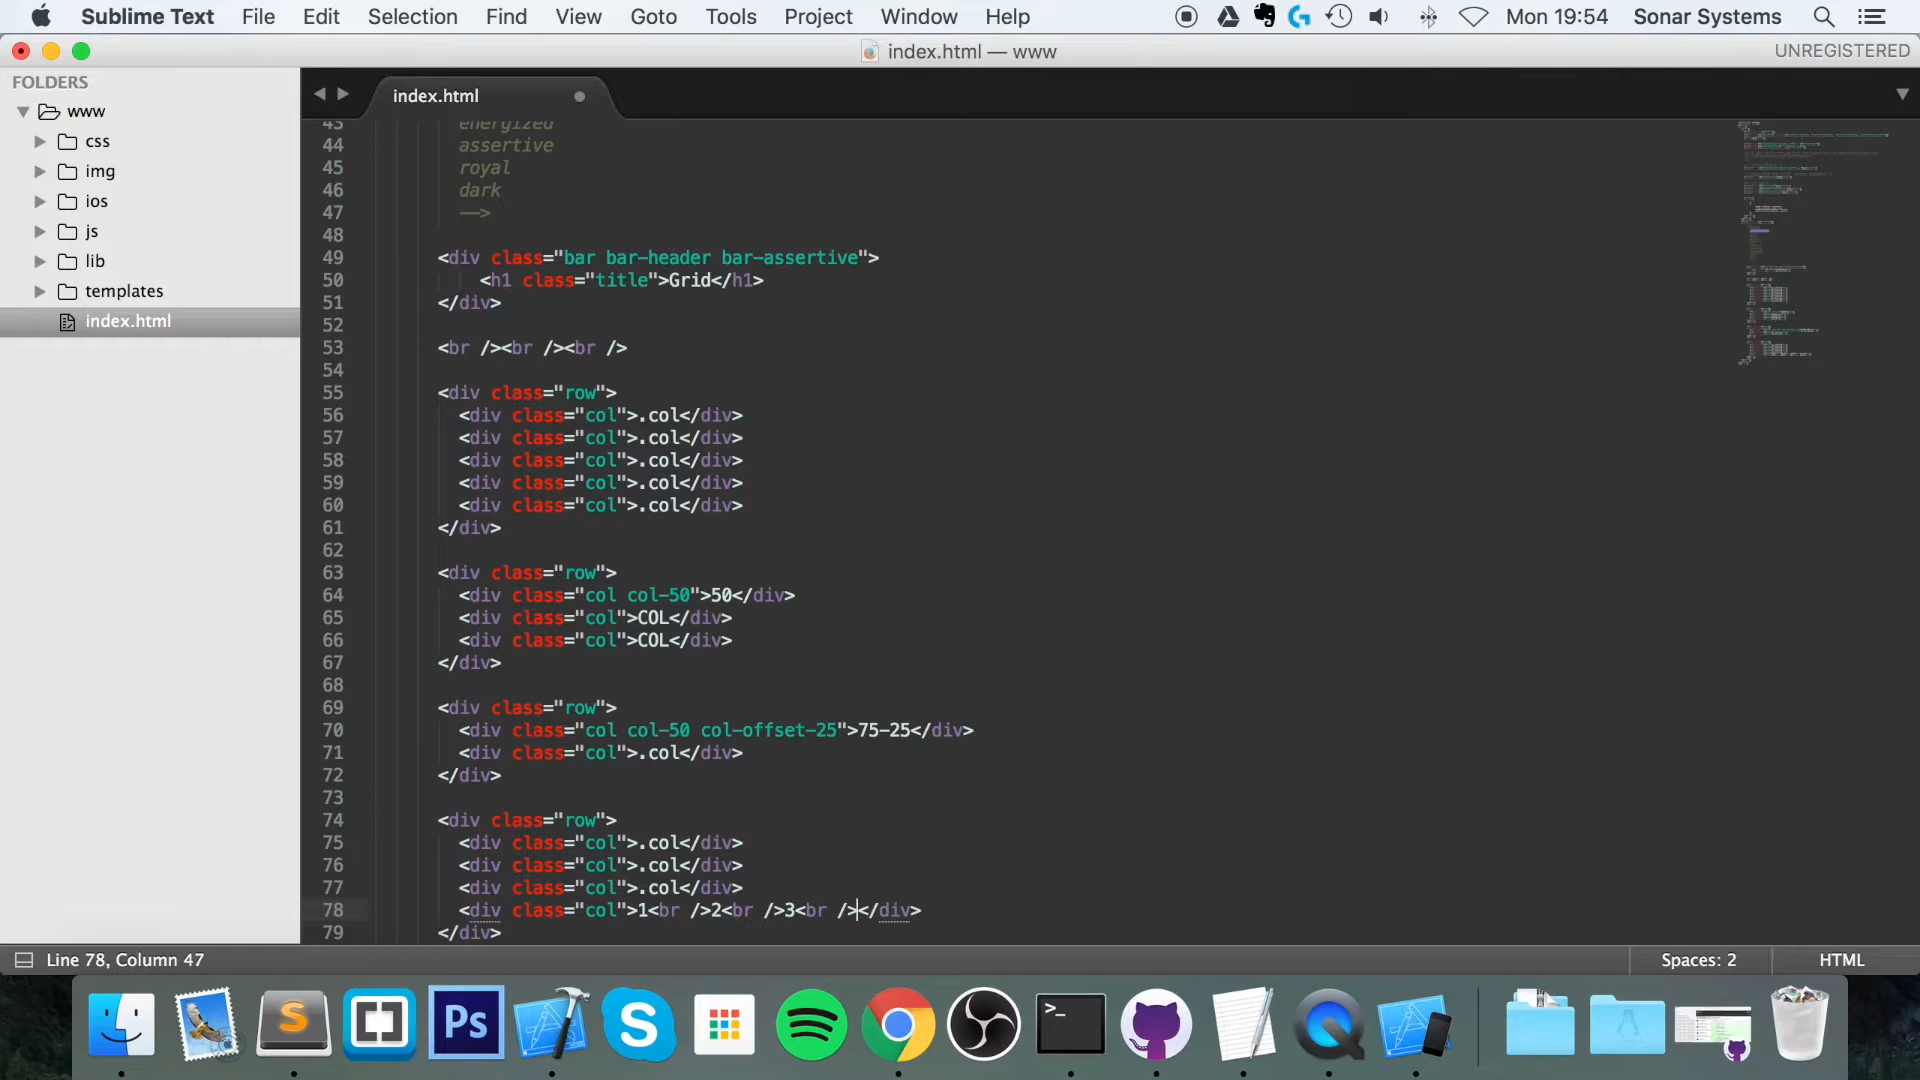 Sublime Text File Edit Selection Find View Goto Tools Project Window Help Mon 19:54 Sonar Systems
index.html — www UNREGISTERED
FOLDERS
www
css
img
ios
js
lib
templates
index.html
index.html
43 energized
44 assertive
45 royal
46 dark
47 -->
48
49 <div class="bar bar-header bar-assertive">
50 <h1 class="title">Grid</h1>
51 </div>
52
53 <br /><br /><br />
54
55 <div class="row">
56 <div class="col">.col</div>
57 <div class="col">.col</div>
58 <div class="col">.col</div>
59 <div class="col">.col</div>
60 <div class="col">.col</div>
61 </div>
62
63 <div class="row">
64 <div class="col col-50">50</div>
65 <div class="col">COL</div>
66 <div class="col">COL</div>
67 </div>
68
69 <div class="row">
70 <div class="col col-50 col-offset-25">75-25</div>
71 <div class="col">.col</div>
72 </div>
73
74 <div class="row">
75 <div class="col">.col</div>
76 <div class="col">.col</div>
77 <div class="col">.col</div>
78 <div class="col">1<br />2<br />3<br /></div>
79 </div>
Line 78, Column 47 Spaces: 2 HTML
S
Ps
S
>_
Q